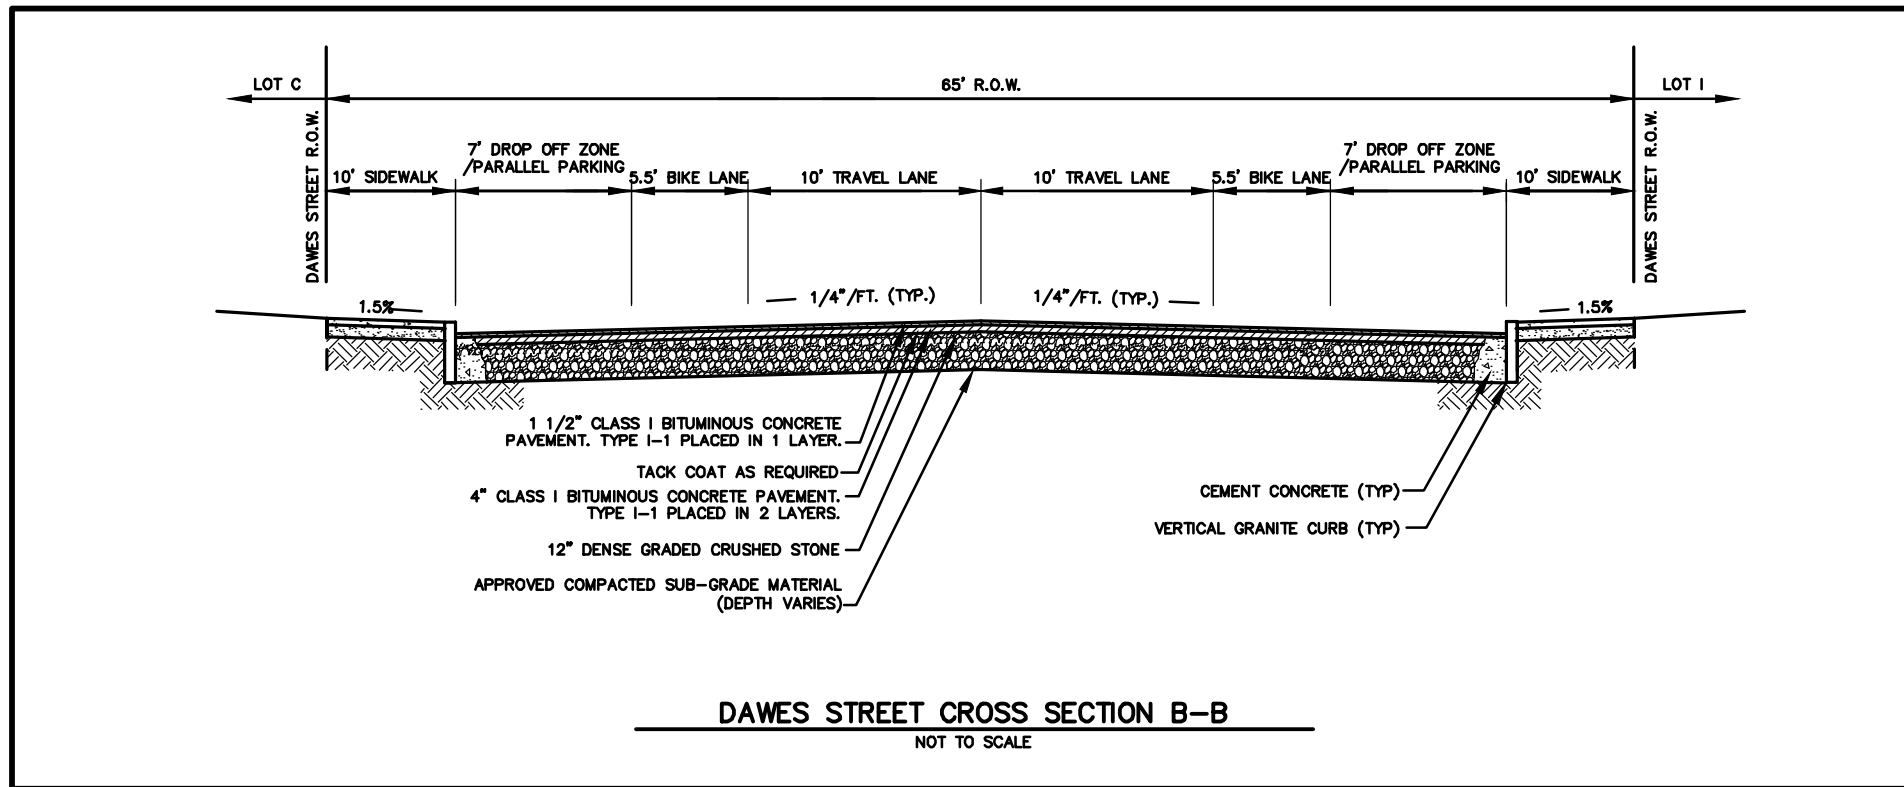 LOT C
65' R.O.W.
LOT I
DAWES STREET R.O.W.
DAWES STREET R.O.W.
10' SIDEWALK
7' DROP OFF ZONE
/PARALLEL PARKING
5.5' BIKE LANE
10' TRAVEL LANE
10' TRAVEL LANE
5.5' BIKE LANE
7' DROP OFF ZONE
/PARALLEL PARKING
10' SIDEWALK
1.5%
1/4"/FT. (TYP.)
1/4"/FT. (TYP.)
1.5%
1 1/2" CLASS I BITUMINOUS CONCRETE
PAVEMENT. TYPE I-1 PLACED IN 1 LAYER.
TACK COAT AS REQUIRED
4" CLASS I BITUMINOUS CONCRETE PAVEMENT.
TYPE I-1 PLACED IN 2 LAYERS.
12" DENSE GRADED CRUSHED STONE
APPROVED COMPACTED SUB-GRADE MATERIAL
(DEPTH VARIES)
CEMENT CONCRETE (TYP)
VERTICAL GRANITE CURB (TYP)
DAWES STREET CROSS SECTION B-B
NOT TO SCALE